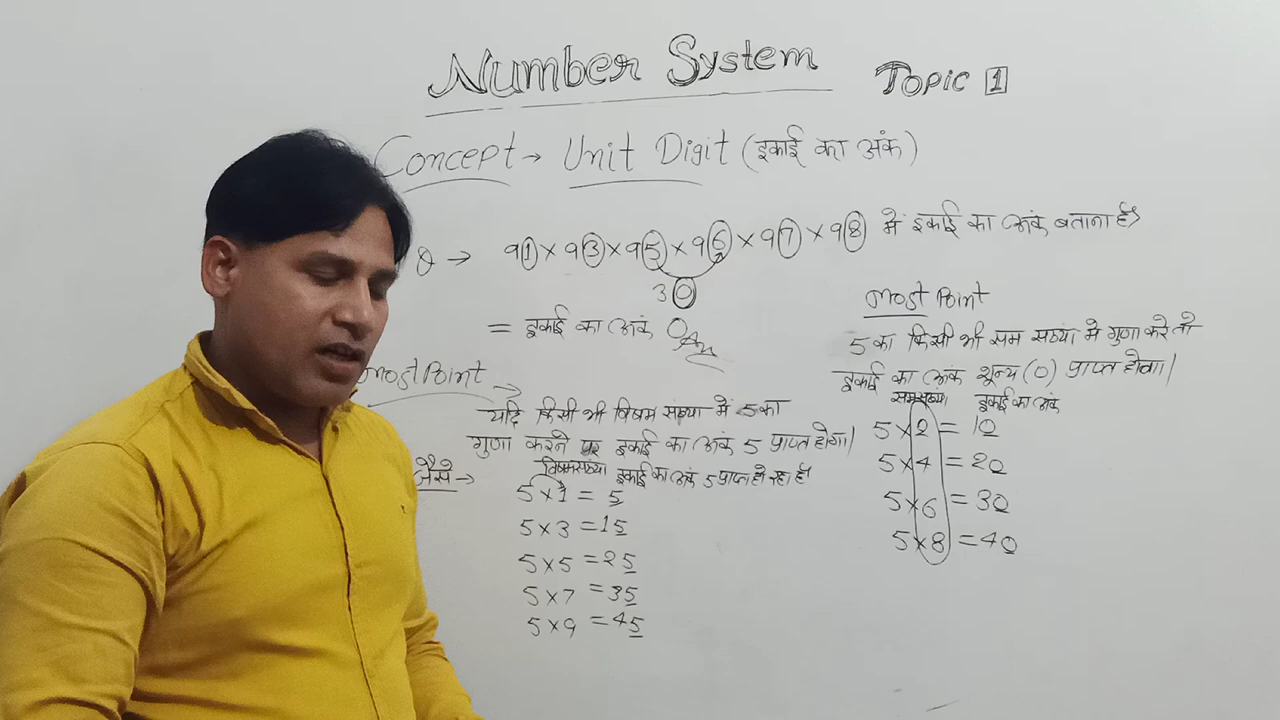 Number System Topic 1
Concept → Unit Digit (इकाई का अंक)
Q → 91 × 93 × 95 × 96 × 97 × 98 में इकाई का अंक बताना है?
30
= इकाई का अंक 0 Ans
Most Point →
यदि किसी भी विषम संख्या में 5 का
गुणा करने पर इकाई का अंक 5 प्राप्त होगा।
जैसे → विषम संख्या इकाई का अंक 5 प्राप्त हो रहा है।
5 × 1 = 5
5 × 3 = 15
5 × 5 = 25
5 × 7 = 35
5 × 9 = 45
Most Point
5 का किसी भी सम संख्या में गुणा करे तो
इकाई का अंक शून्य (0) प्राप्त होगा।
समसंख्या इकाई का अंक
5 × 2 = 10
5 × 4 = 20
5 × 6 = 30
5 × 8 = 40